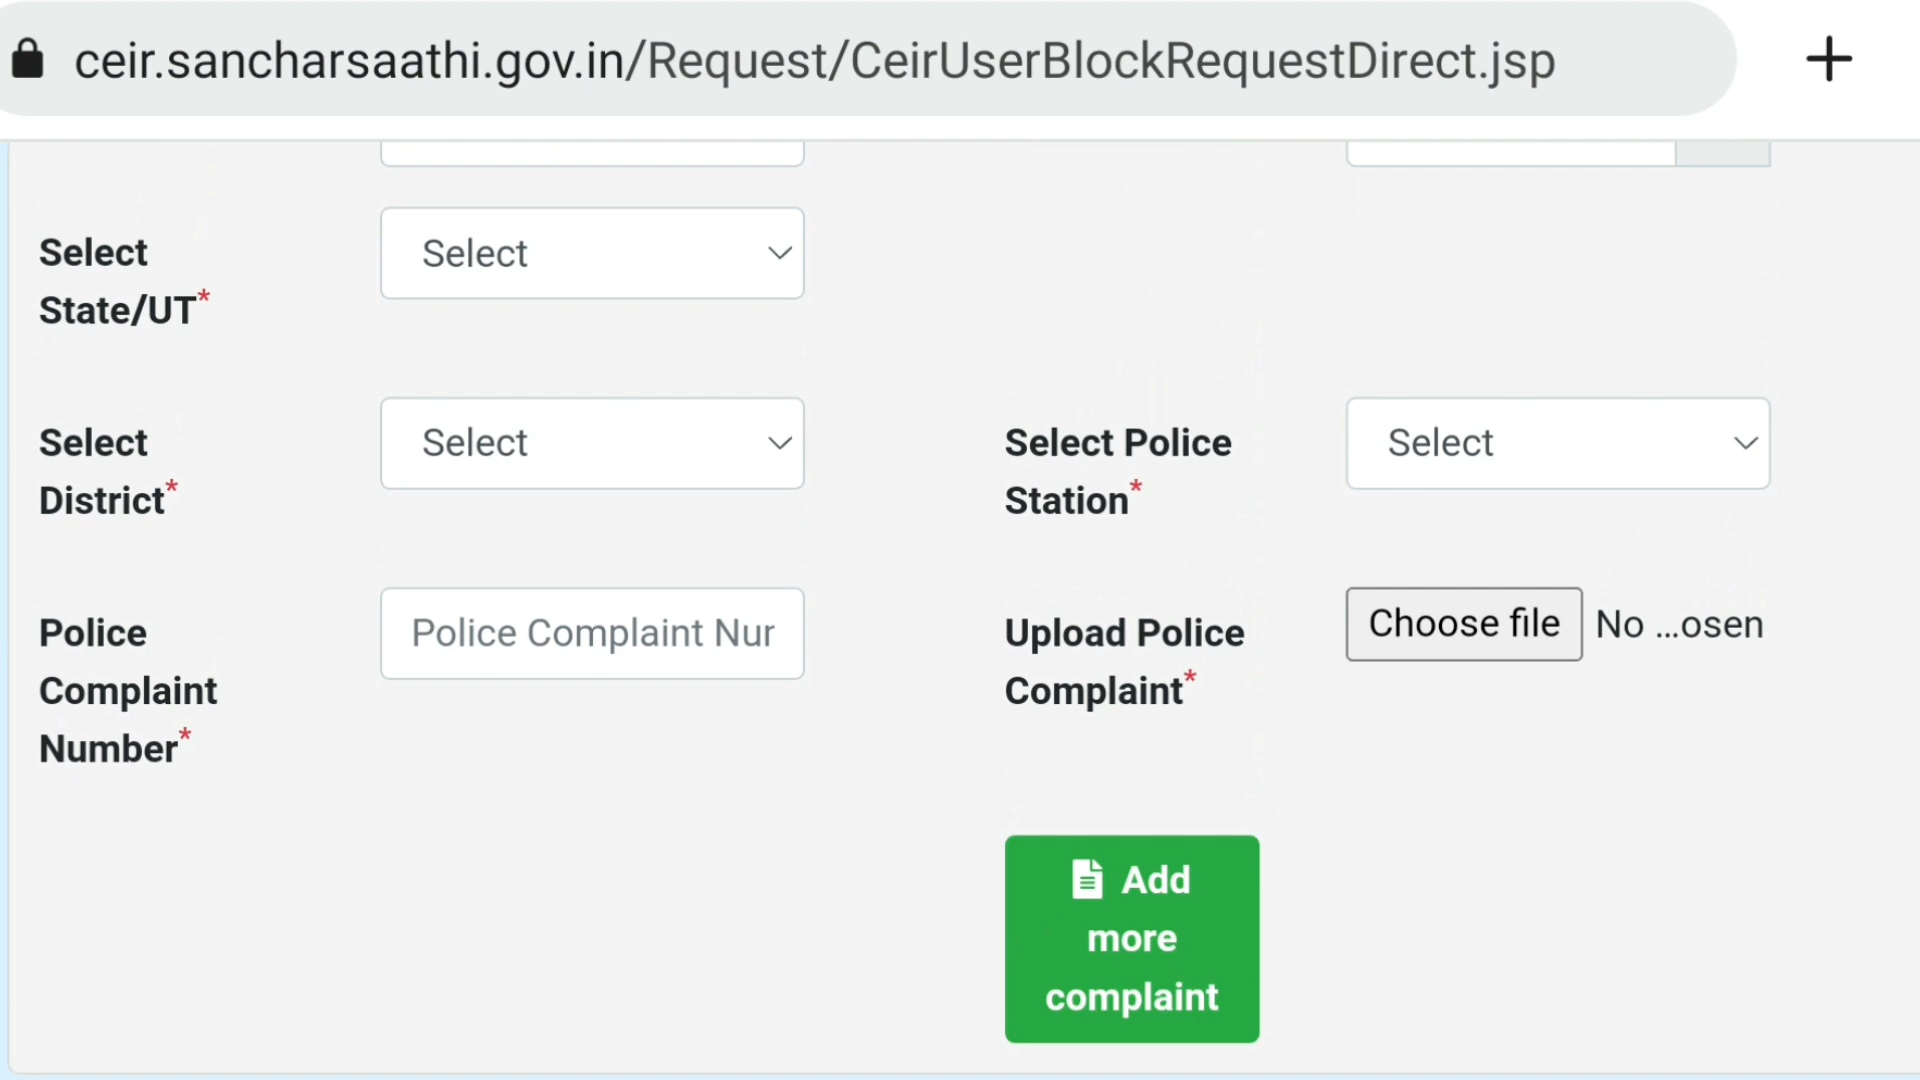 ceir.sancharsaathi.gov.in/Request/CeirUserBlockRequestDirect.jsp
Select
State/UT*
Select
Select
District*
Select
Select Police
Station*
Select
Police
Complaint
Number*
Police Complaint Nur
Upload Police
Complaint*
Choose file No ...osen
Add
more
complaint